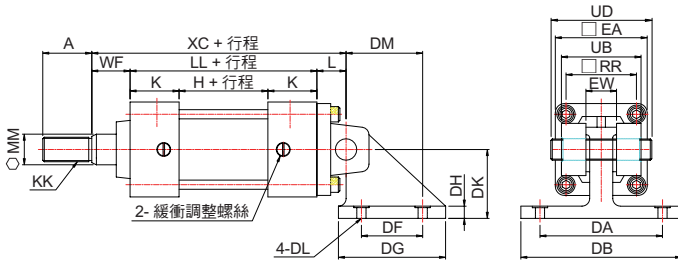 A
XC + 行程
DM
WF
LL + 行程
L
K
H + 行程
K
MM
KK
2- 緩衝調整螺絲
4-DL
DF
DG
DH
DK
UD
□ EA
UB
□ RR
EW
DA
DB